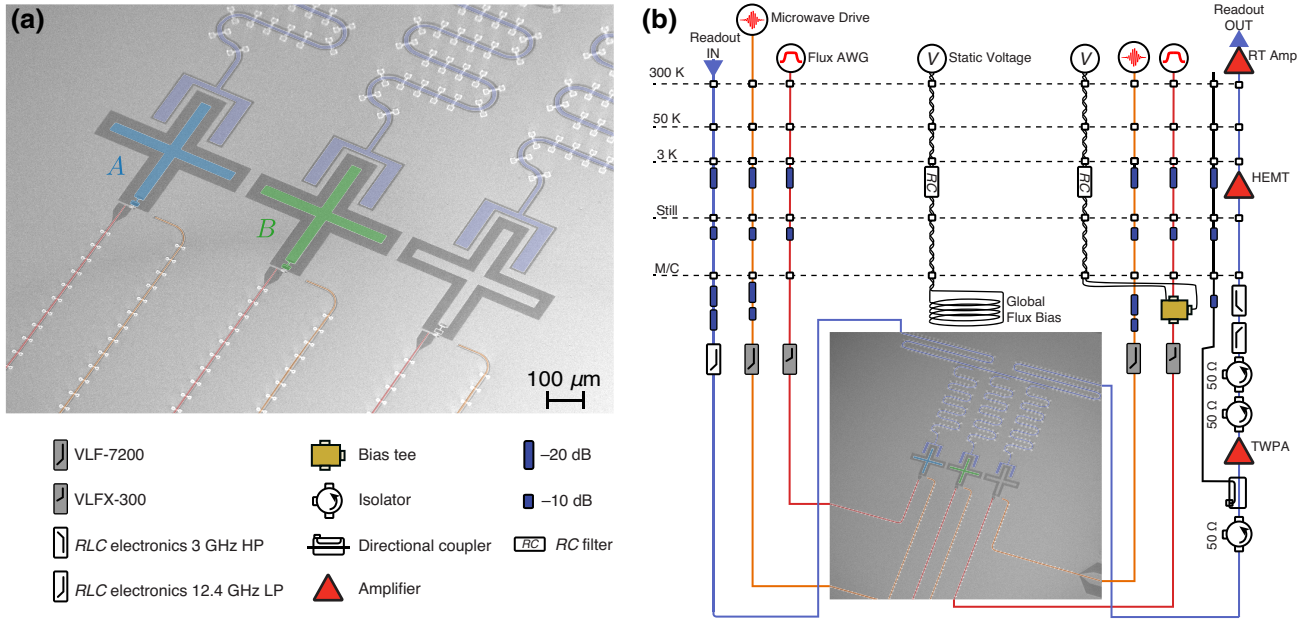 (a)
A
B
100 µm
VLF-7200
VLFX-300
RLC electronics 3 GHz HP
RLC electronics 12.4 GHz LP
Bias tee
Isolator
Directional coupler
Amplifier
–20 dB
–10 dB
RC RC filter
(b)
Microwave Drive
Readout
IN
Flux AWG
V Static Voltage
V
Readout
OUT
RT Amp
300 K
50 K
3 K
RC
RC
HEMT
Still
M/C
Global
Flux Bias
50 Ω
50 Ω
TWPA
50 Ω